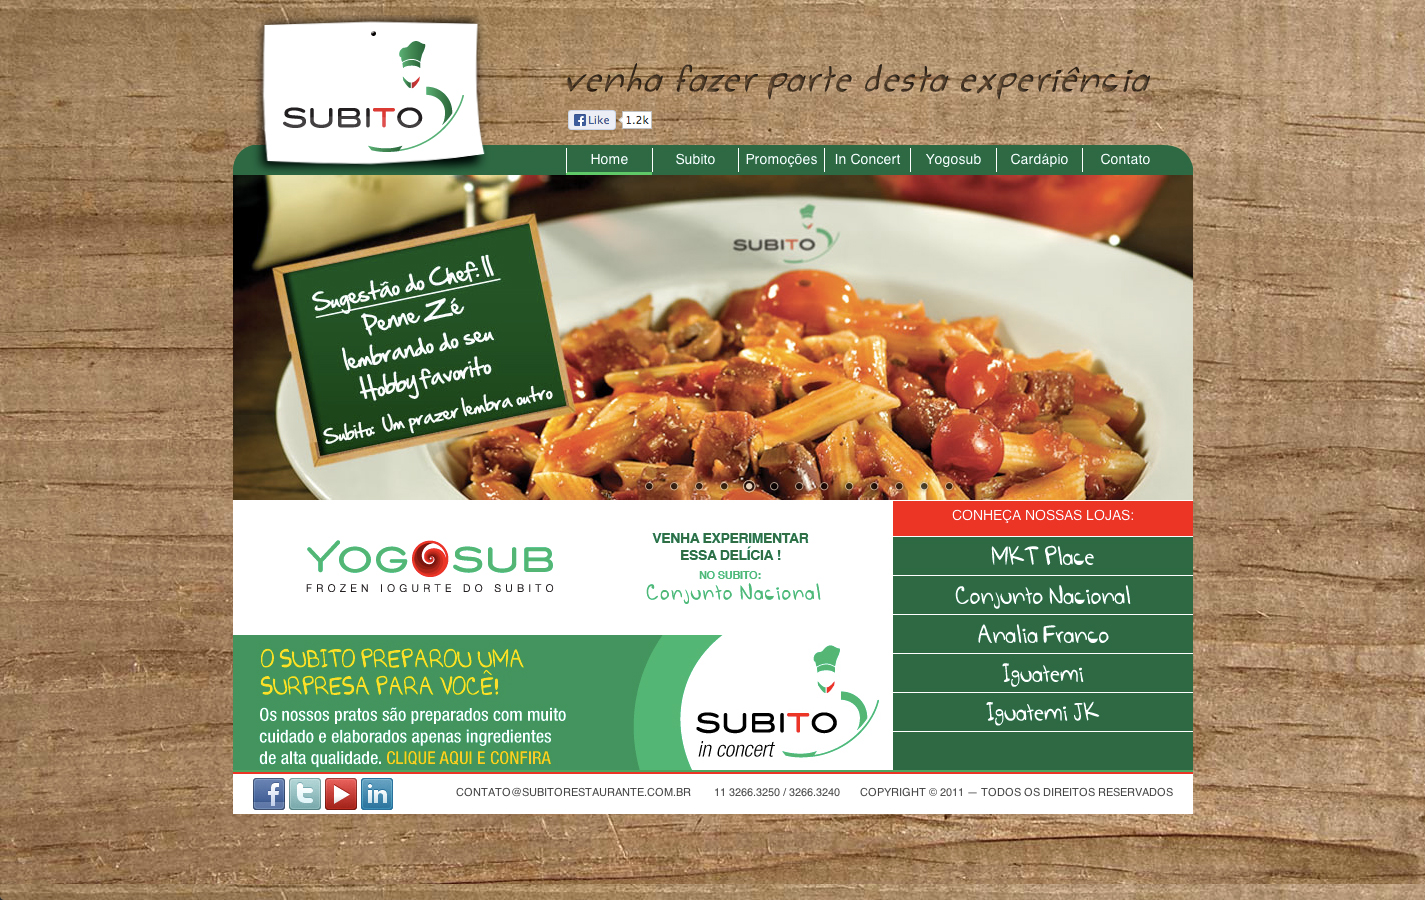 SUBITO
venha fazer parte desta experiência
Like 1.2k
Home Subito Promoções In Concert Yogosub Cardápio Contato
SUBITO
Sugestão do Chef: 11
Penne Zé
lembrando do seu
Hobby favorito
Subito: Um prazer lembra outro
YOGOSUB
FROZEN IOGURTE DO SUBITO
VENHA EXPERIMENTAR
ESSA DELÍCIA !
NO SUBITO:
Conjunto Nacional
CONHEÇA NOSSAS LOJAS:
MKT Place
Conjunto Nacional
Analia Franco
Iguatemi
Iguatemi JK
O SUBITO PREPAROU UMA
SURPRESA PARA VOCÊ!
Os nossos pratos são preparados com muito
cuidado e elaborados apenas ingredientes
de alta qualidade. CLIQUE AQUI E CONFIRA
SUBITO
in concert
CONTATO@SUBITORESTAURANTE.COM.BR 11 3266.3250 / 3266.3240 COPYRIGHT © 2011 — TODOS OS DIREITOS RESERVADOS